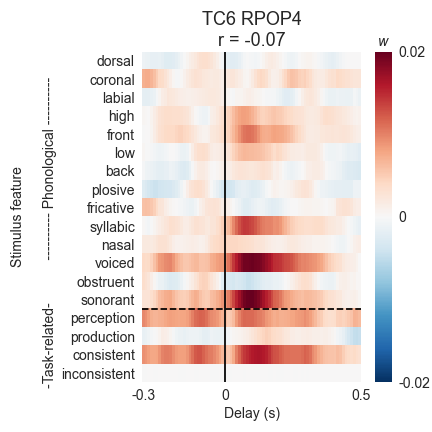 TC6 RPOP4
r = -0.07
w
dorsal
coronal
labial
high
front
low
back
plosive
fricative
syllabic
nasal
voiced
obstruent
sonorant
perception
production
consistent
inconsistent
Stimulus feature
----------- Phonological ----------
-Task-related-
0.02
0
-0.02
-0.3
0
0.5
Delay (s)